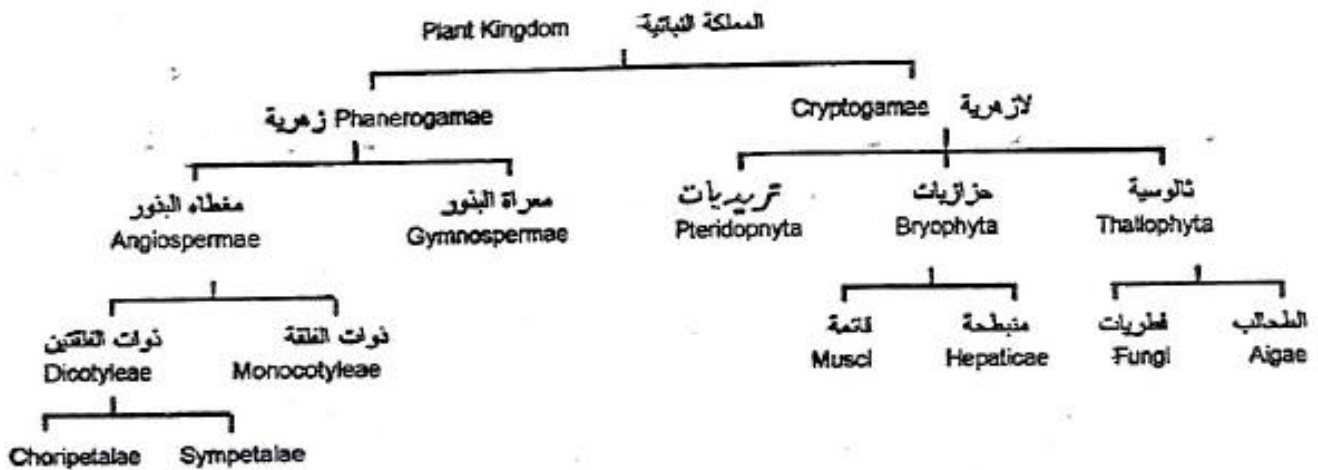 Plant Kingdom المملكة النباتية
زهرية Phanerogamae
Cryptogamae لازهرية
مغطاه البذور
Angiospermae
معراة البذور
Gymnospermae
تريديات
Pteridopnyta
حزازيات
Bryophyta
ثالوسية
Thallophyta
ذوات الفلقتين
Dicotyleae
ذوات الفلقة
Monocotyleae
قائمة
Musci
منبطحة
Hepaticae
فطريات
Fungi
الطحالب
Algae
Choripetalae Sympetalae